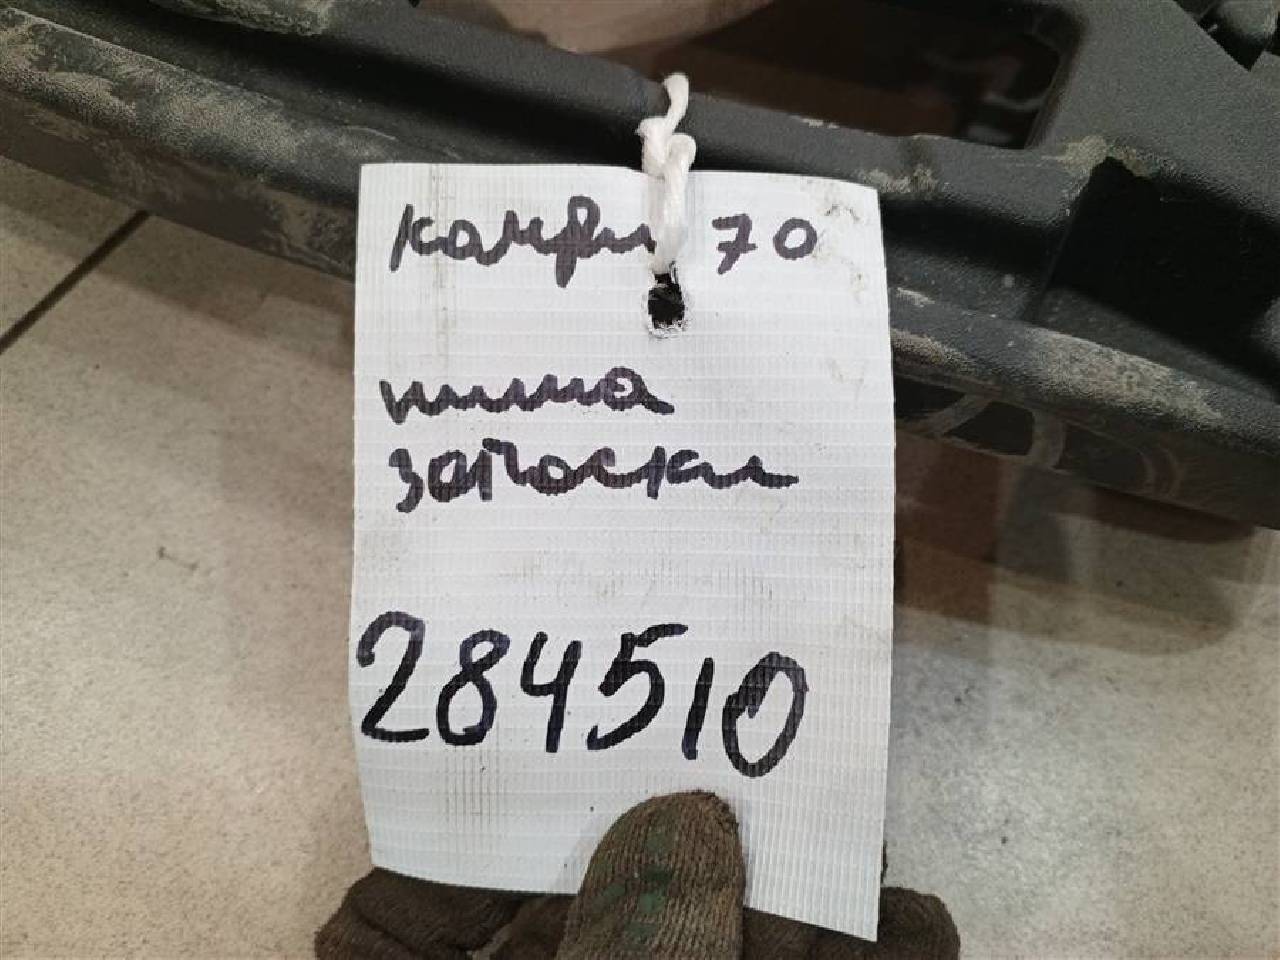 камри 70
ниша
запаски
284510